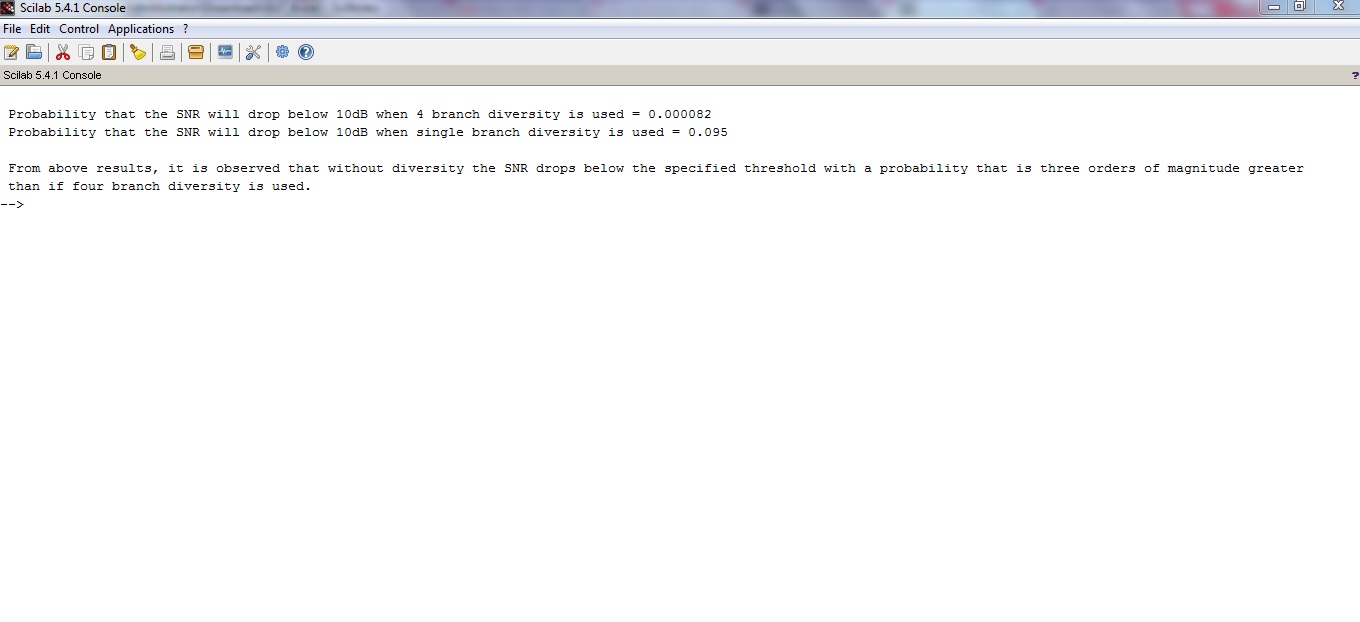 Scilab 5.4.1 Console
File Edit Control Applications ?
Scilab 5.4.1 Console ?
Probability that the SNR will drop below 10dB when 4 branch diversity is used = 0.000082
Probability that the SNR will drop below 10dB when single branch diversity is used = 0.095
From above results, it is observed that without diversity the SNR drops below the specified threshold with a probability that is three orders of magnitude greater
than if four branch diversity is used.
-->